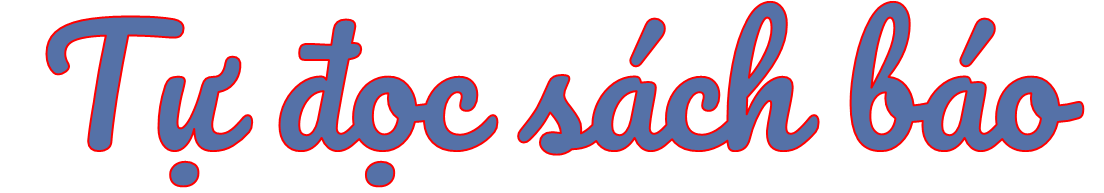 Tự đọc sách báo